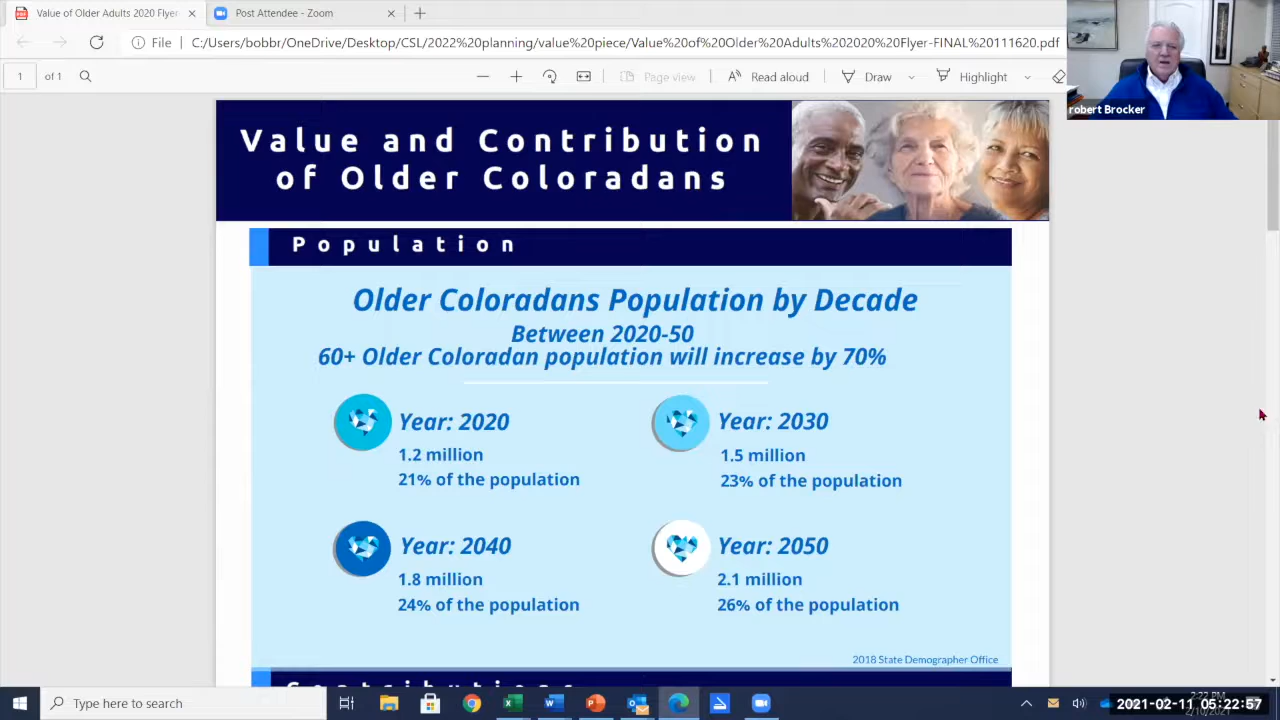 Value of Older Adults 2020 Flyer
Post Attendee - Zoom
File
C:/Users/bobbr/OneDrive/Desktop/CSL/2022%20planning/value%20piece/Value%20of%20Older%20Adults%202020%20Flyer-FINAL%20111620.pdf
1 of 1
Page view
Read aloud
Draw
Highlight
robert Brocker
Value and Contribution
of Older Coloradans
Population
Older Coloradans Population by Decade
Between 2020-50
60+ Older Coloradan population will increase by 70%
Year: 2020
1.2 million
21% of the population
Year: 2030
1.5 million
23% of the population
Year: 2040
1.8 million
24% of the population
Year: 2050
2.1 million
26% of the population
2018 State Demographer Office
Type here to search
2021-02-11 05:22:57